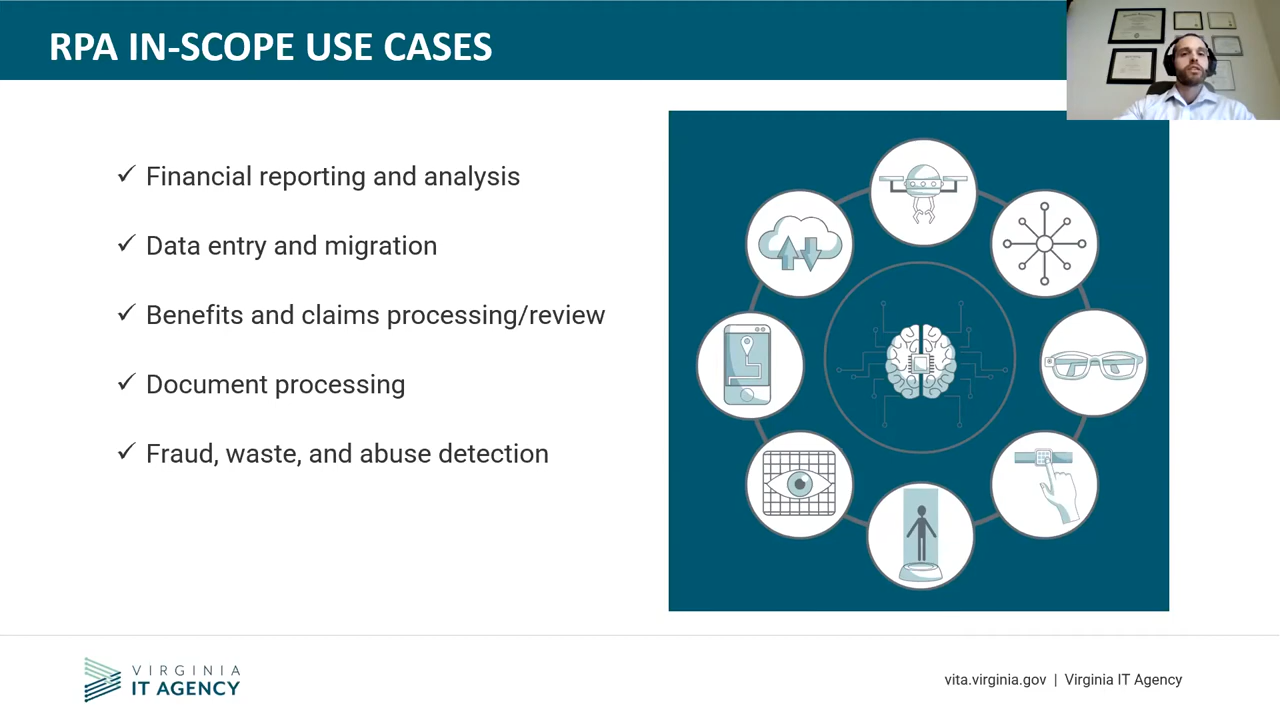 RPA IN-SCOPE USE CASES
✓ Financial reporting and analysis
✓ Data entry and migration
✓ Benefits and claims processing/review
✓ Document processing
✓ Fraud, waste, and abuse detection
VIRGINIA
IT AGENCY
vita.virginia.gov | Virginia IT Agency